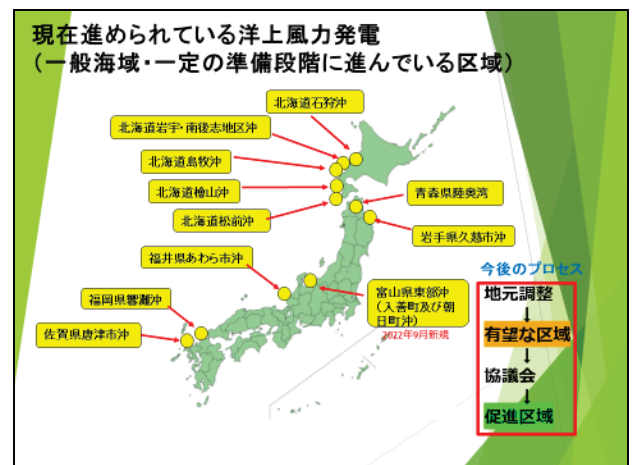 現在進められている洋上風力発電
（一般海域・一定の準備段階に進んでいる区域）
北海道石狩沖
北海道岩宇・南後志地区沖
北海道島牧沖
北海道檜山沖
北海道松前沖
青森県陸奥湾
岩手県久慈市沖
福井県あわら市沖
福岡県響灘沖
佐賀県唐津市沖
富山県東部沖
（入善町及び朝
日町沖）
2022年9月新規
今後のプロセス
地元調整
↓
有望な区域
↓
協議会
↓
促進区域